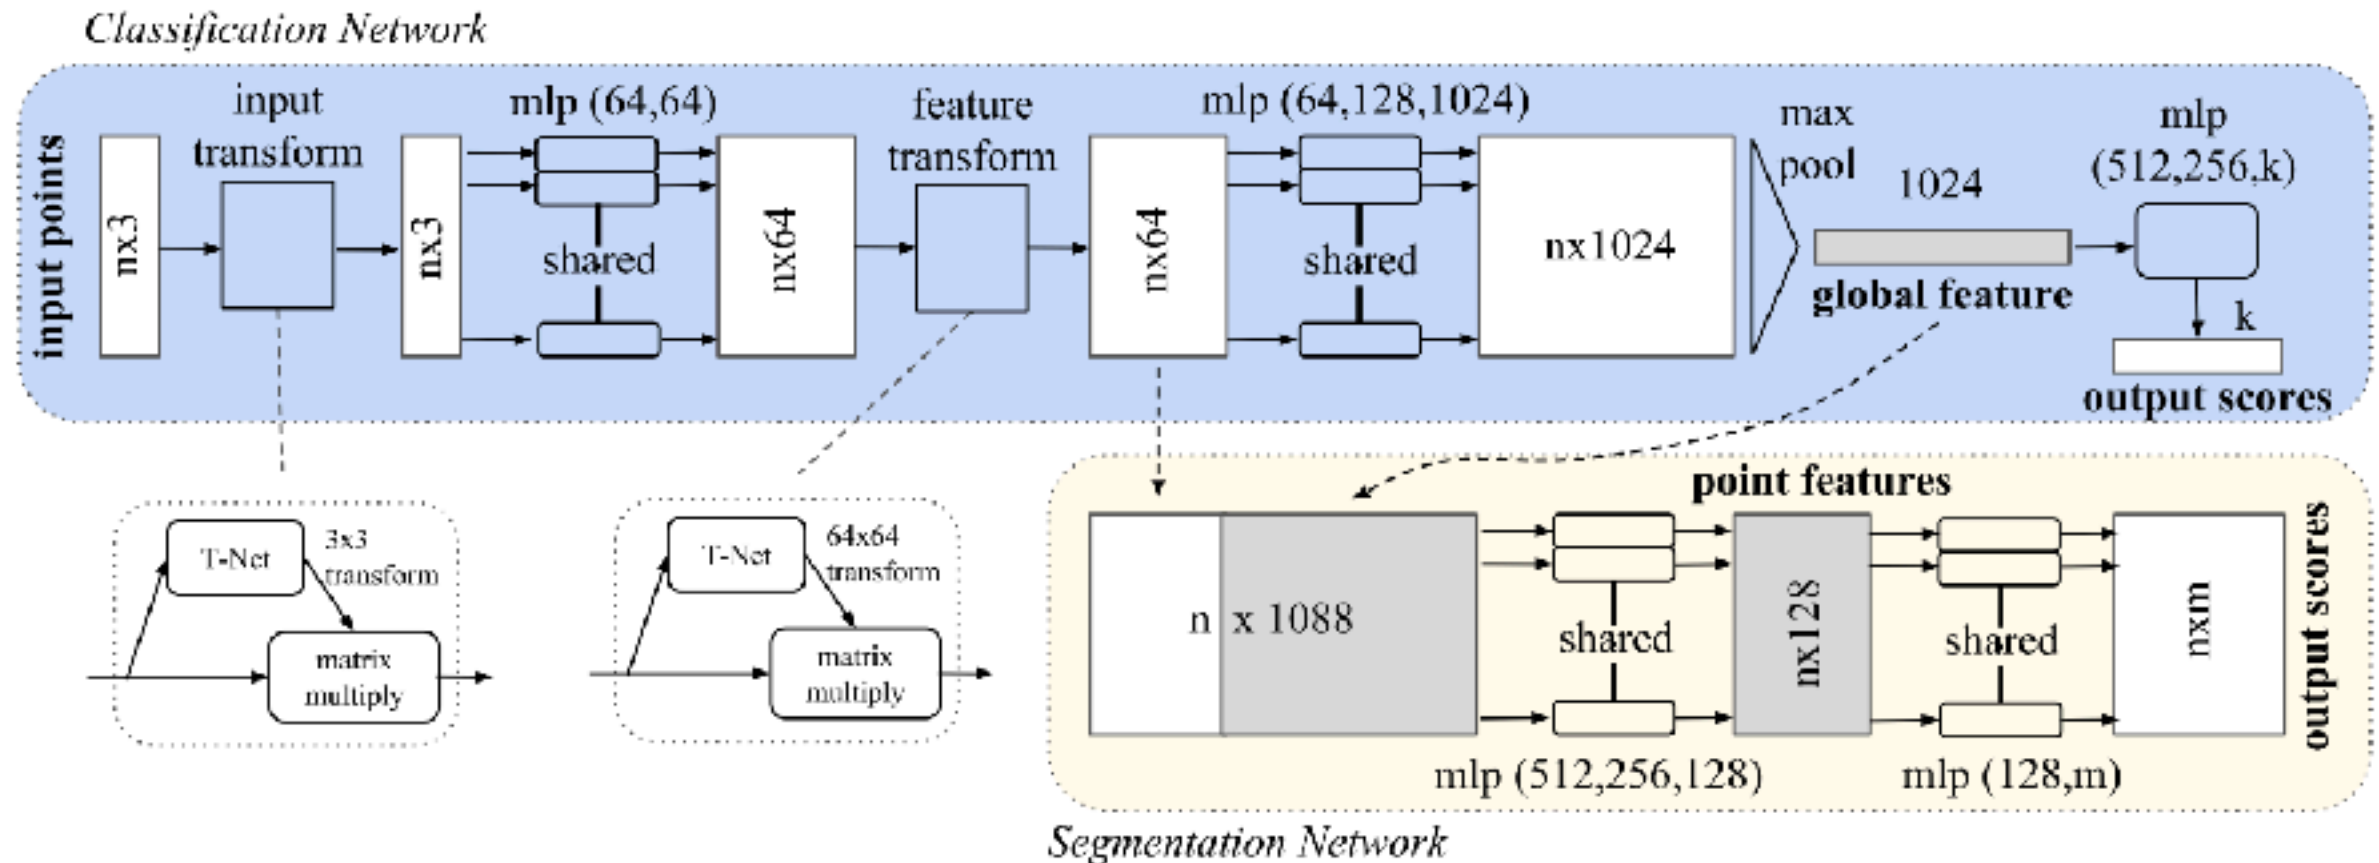 Classification Network
input points
nx3
input
transform
nx3
mlp (64,64)
shared
nx64
feature
transform
nx64
mlp (64,128,1024)
shared
nx1024
max
pool
1024
global feature
mlp
(512,256,k)
k
output scores
T-Net
3x3
transform
matrix
multiply
T-Net
64x64
transform
matrix
multiply
point features
n x 1088
shared
mlp (512,256,128)
nx128
shared
mlp (128,m)
nxm
output scores
Segmentation Network